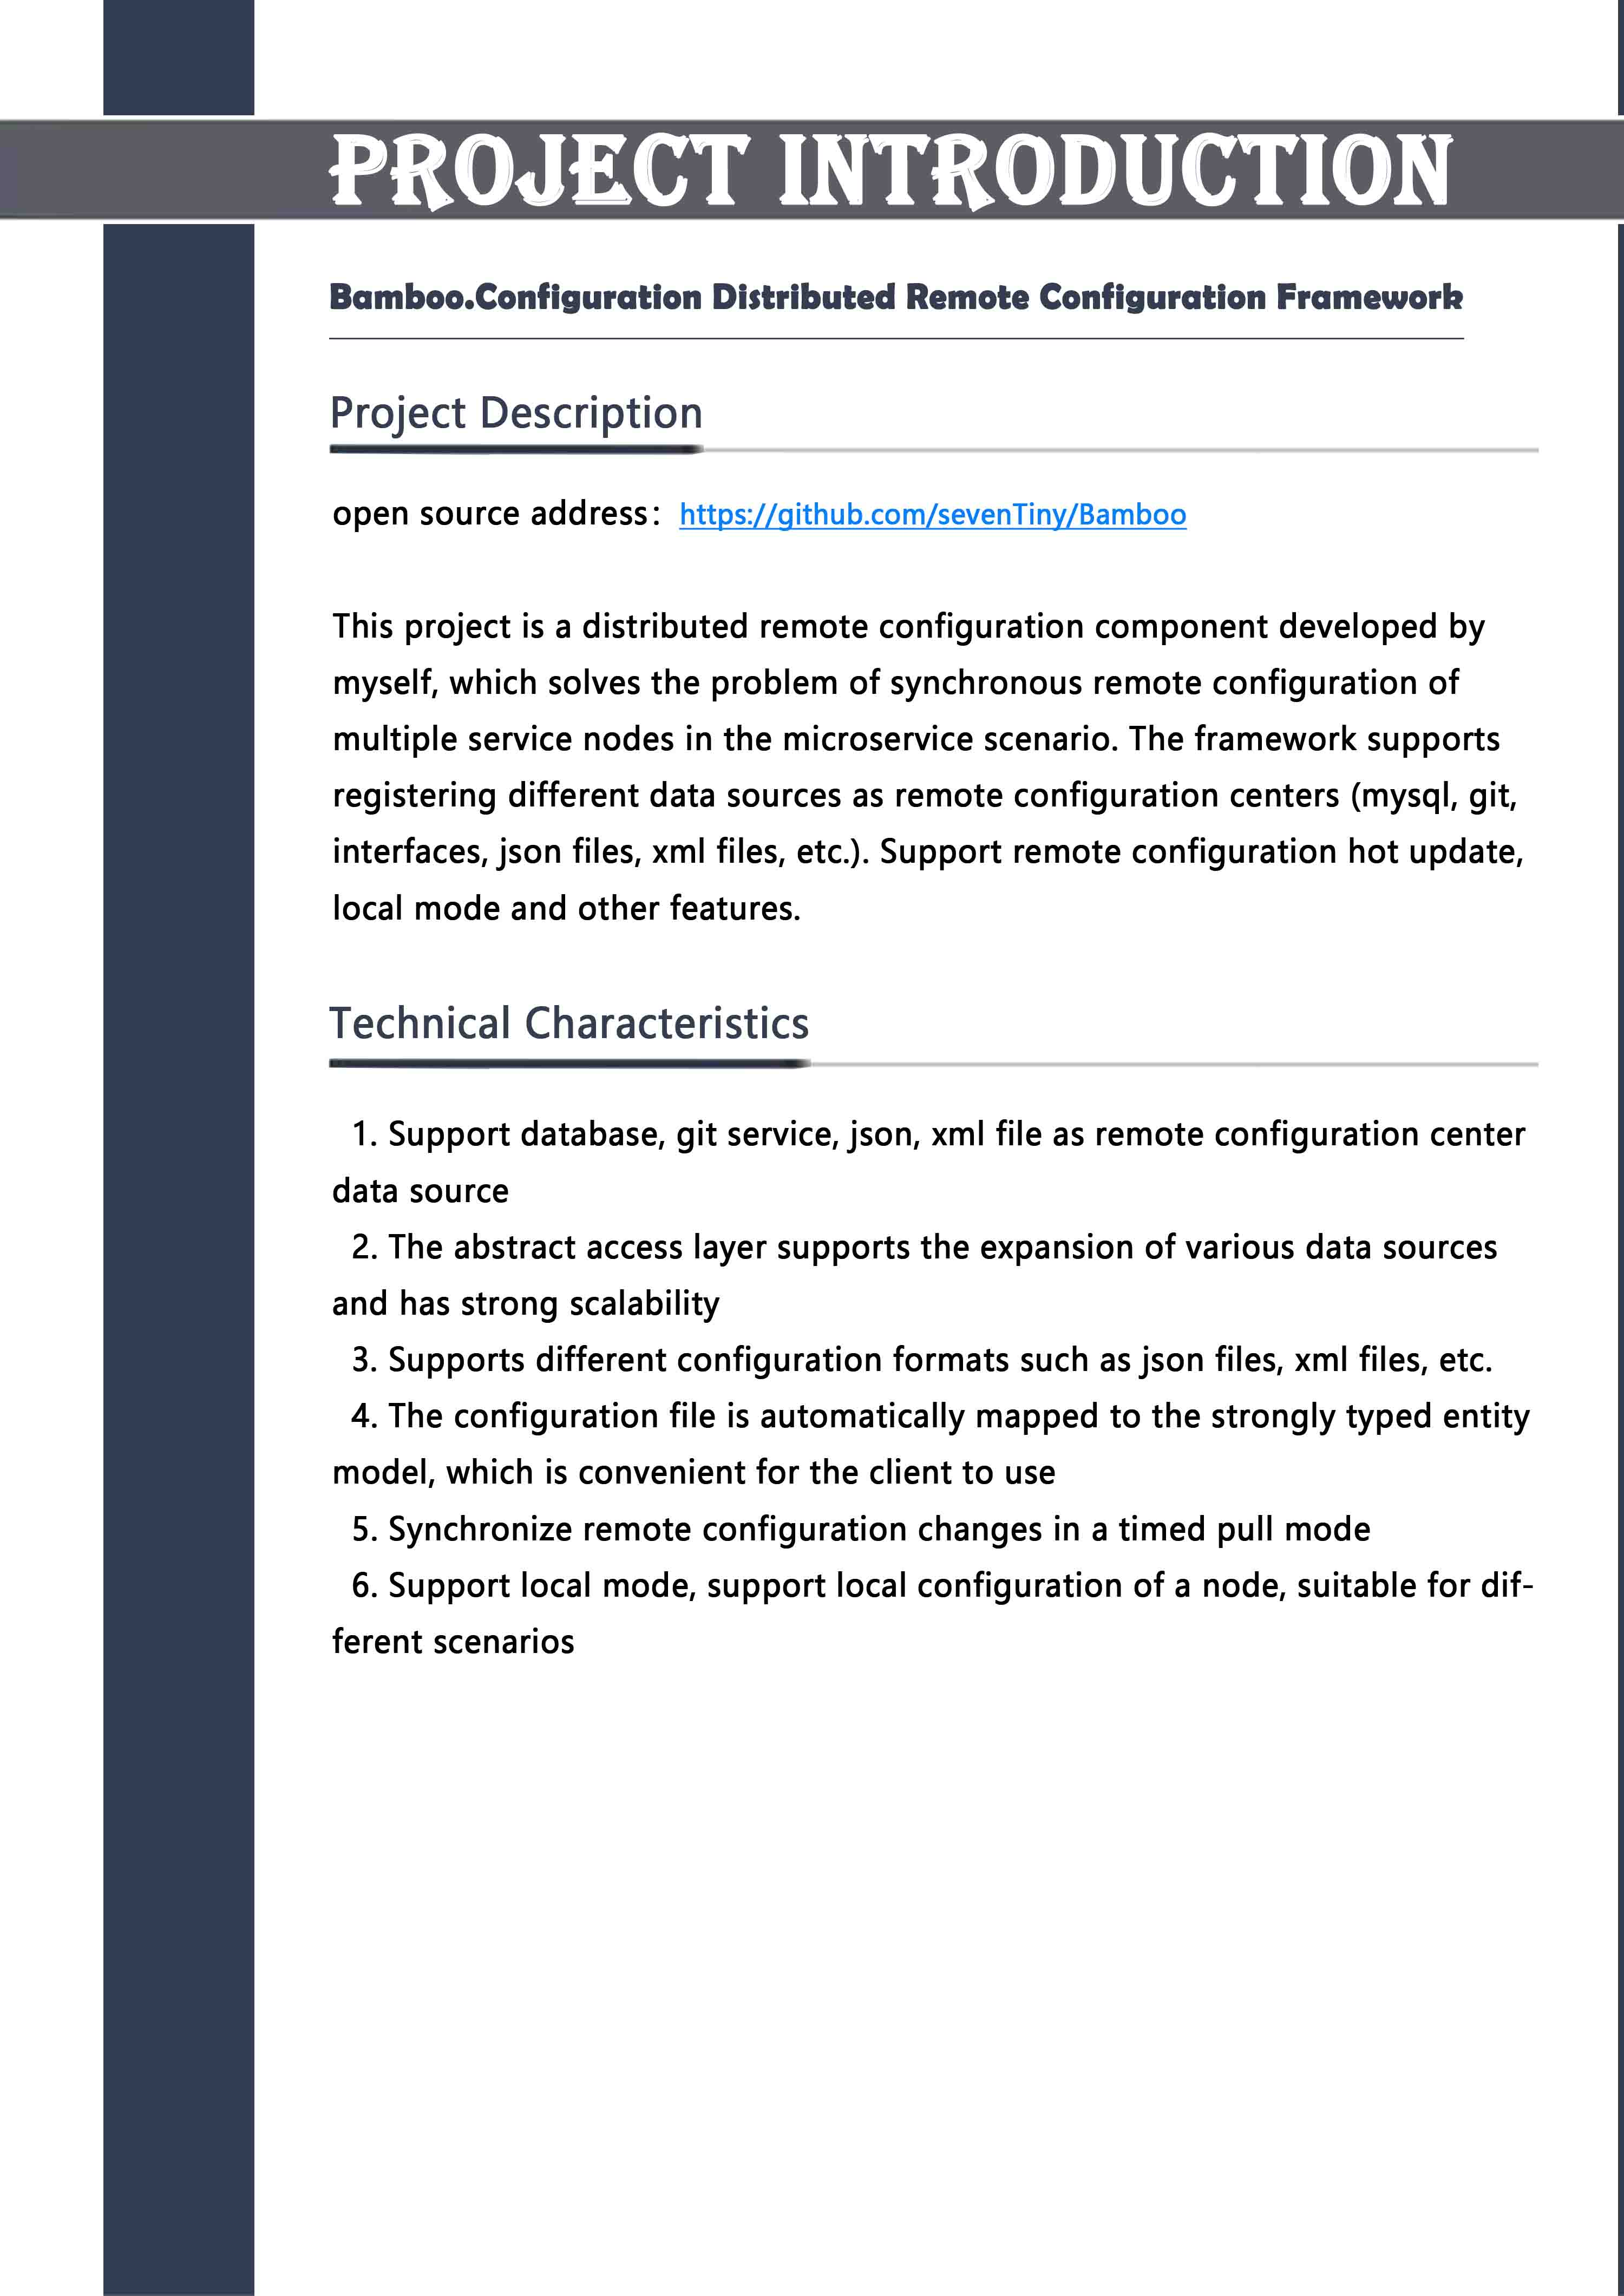 PROJECT INTRODUCTION
Bamboo.Configuration Distributed Remote Configuration Framework
Project Description
open source address：https://github.com/sevenTiny/Bamboo
This project is a distributed remote configuration component developed by
myself, which solves the problem of synchronous remote configuration of
multiple service nodes in the microservice scenario. The framework supports
registering different data sources as remote configuration centers (mysql, git,
interfaces, json files, xml files, etc.). Support remote configuration hot update,
local mode and other features.
Technical Characteristics
1. Support database, git service, json, xml file as remote configuration center
data source
2. The abstract access layer supports the expansion of various data sources
and has strong scalability
3. Supports different configuration formats such as json files, xml files, etc.
4. The configuration file is automatically mapped to the strongly typed entity
model, which is convenient for the client to use
5. Synchronize remote configuration changes in a timed pull mode
6. Support local mode, support local configuration of a node, suitable for dif-
ferent scenarios